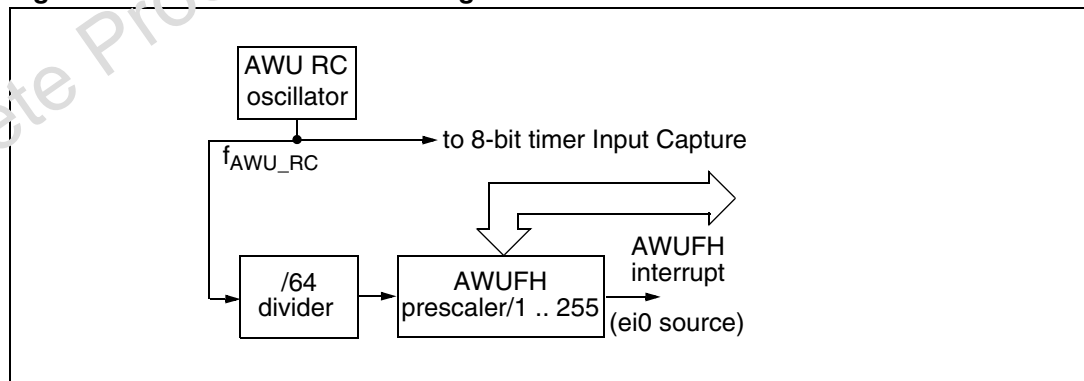 AWU RC
oscillator
to 8-bit timer Input Capture
fAWU_RC
AWUFH
interrupt
/64
divider
AWUFH
prescaler/1 .. 255
(ei0 source)